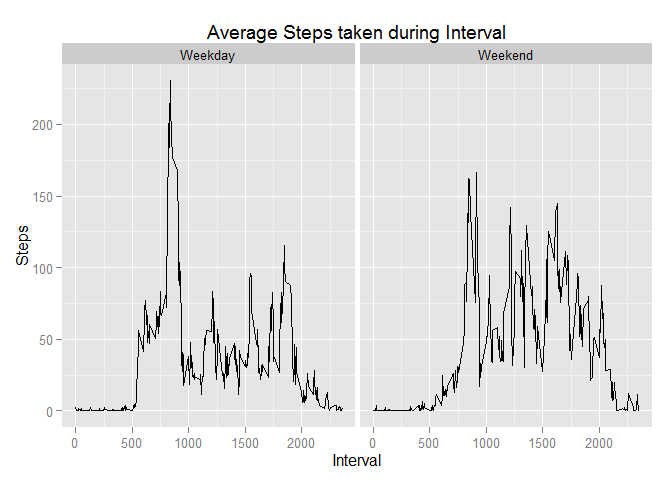 Average Steps taken during Interval
Weekday Weekend
200
150
100
50
0
Steps
0 500 1000 1500 2000 0 500 1000 1500 2000
Interval